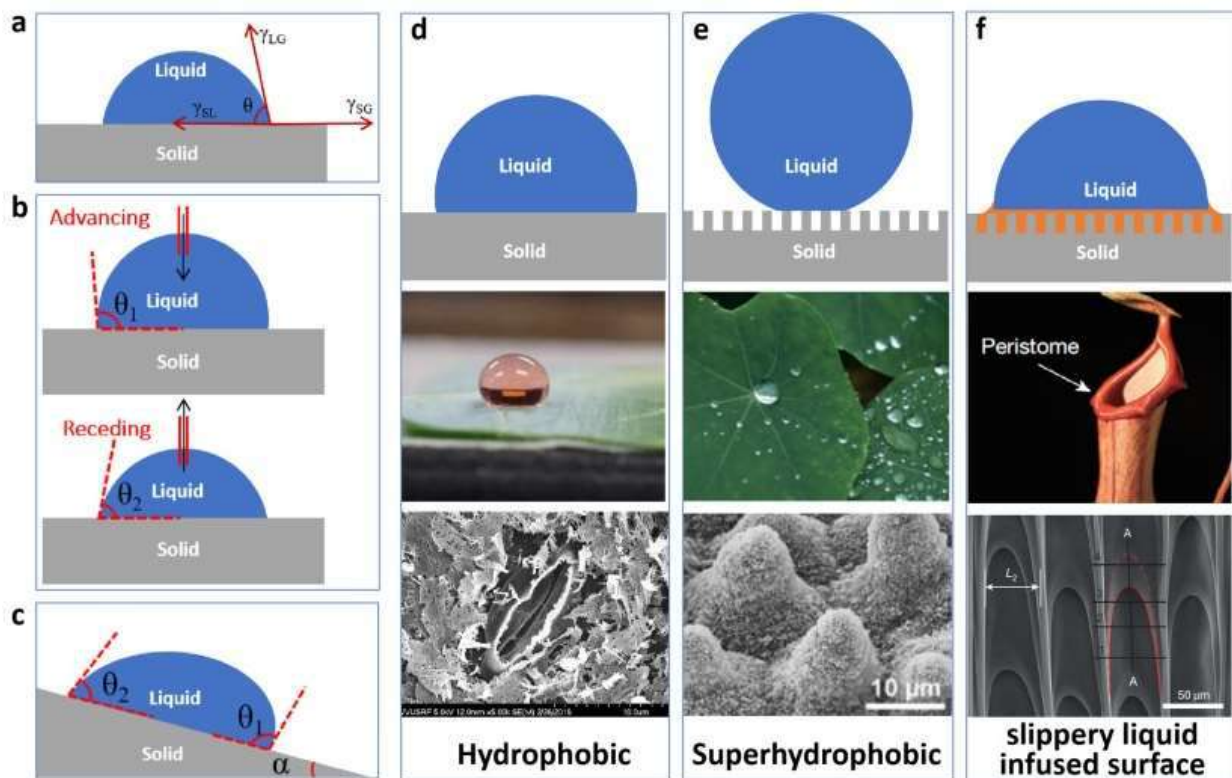 a
γLG
Liquid
θ
γSL
γSG
Solid
b
Advancing
θ1
Liquid
Solid
Receding
θ2
Liquid
Solid
c
θ2
Liquid
θ1
Solid
α
d
Liquid
Solid
Hydrophobic
e
Liquid
Solid
10 µm
Superhydrophobic
f
Liquid
Solid
Peristome
A
L2
A
50 µm
slippery liquid
infused surface